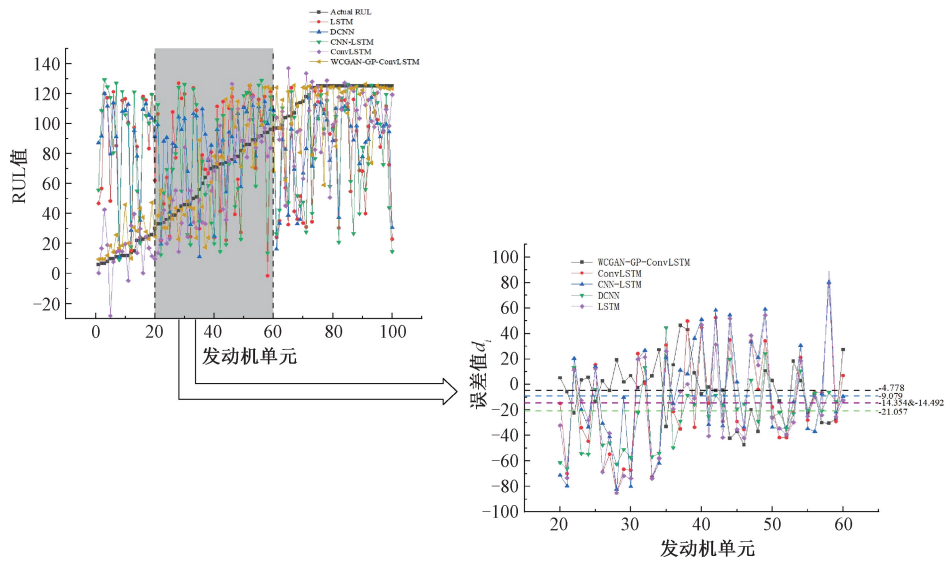 Actual RUL
LSTM
DCNN
CNN-LSTM
ConvLSTM
WCGAN-GP-ConvLSTM
140
120
100
80
60
40
20
0
−20
RUL值
0 20 40 60 80 100
发动机单元
WCGAN-GP-ConvLSTM
ConvLSTM
CNN-LSTM
DCNN
LSTM
100
80
60
40
20
0
−20
−40
−60
−80
−100
误差值di
-4.778
-9.079
-14.354&-14.492
-21.057
20 30 40 50 60
发动机单元